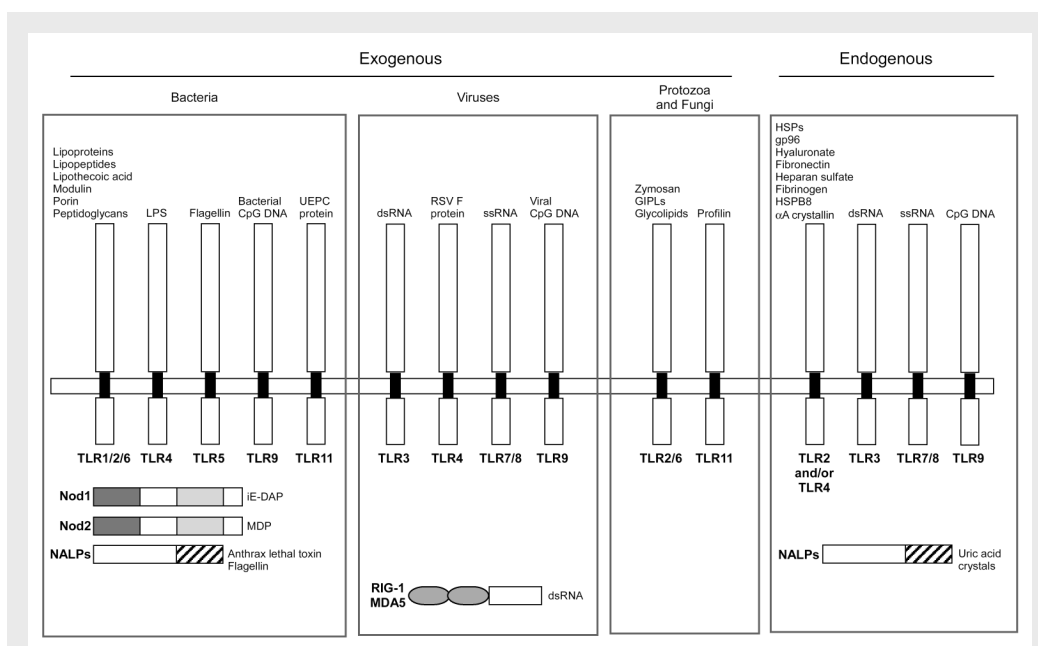 Exogenous
Endogenous
Bacteria
Viruses
Protozoa
and Fungi
Lipoproteins
Lipopeptides
Lipothecoic acid
Modulin
Porin
Peptidoglycans
LPS
Flagellin
Bacterial
CpG DNA
UEPC
protein
dsRNA
RSV F
protein
ssRNA
Viral
CpG DNA
Zymosan
GIPLs
Glycolipids
Profilin
HSPs
gp96
Hyaluronate
Fibronectin
Heparan sulfate
Fibrinogen
HSPB8
αA crystallin
dsRNA
ssRNA
CpG DNA
TLR1/2/6
TLR4
TLR5
TLR9
TLR11
TLR3
TLR4
TLR7/8
TLR9
TLR2/6
TLR11
TLR2
and/or
TLR4
TLR3
TLR7/8
TLR9
Nod1
iE-DAP
Nod2
MDP
NALPs
Anthrax lethal toxin
Flagellin
RIG-1
MDA5
dsRNA
NALPs
Uric acid
crystals